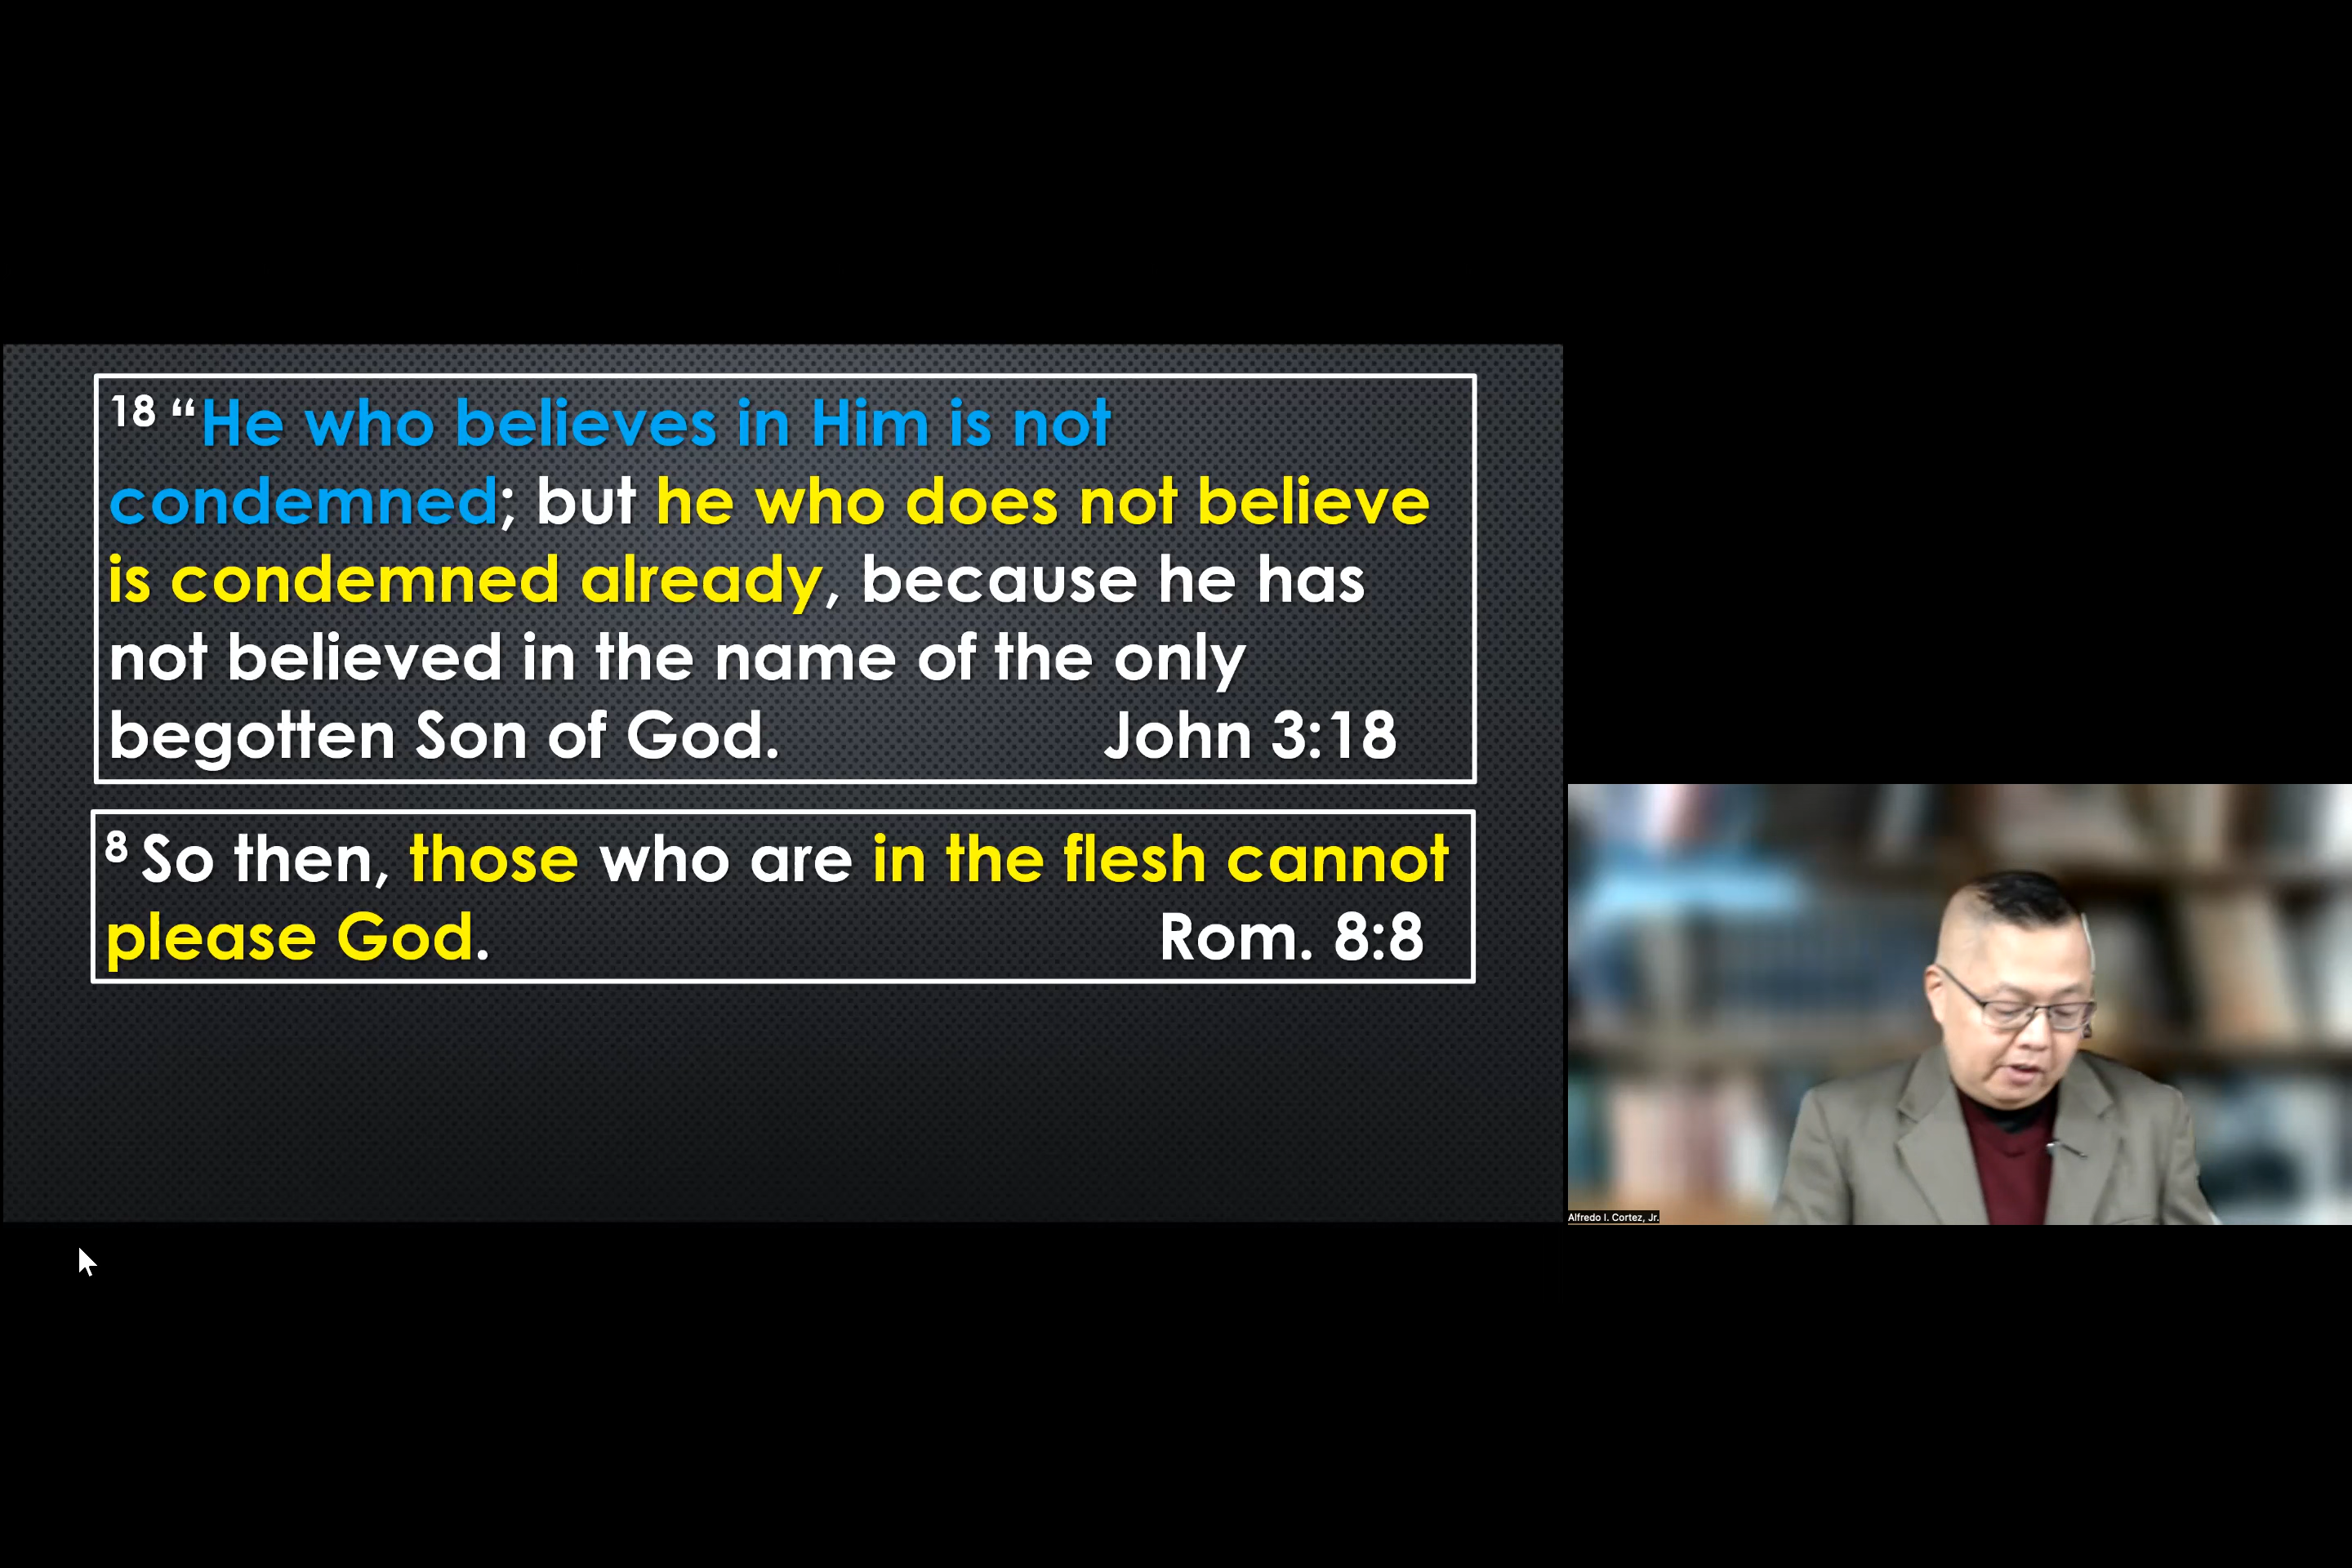 18 “He who believes in Him is not
condemned; but he who does not believe
is condemned already, because he has
not believed in the name of the only
begotten Son of God. John 3:18
8 So then, those who are in the flesh cannot
please God. Rom. 8:8
Alfredo I. Cortez, Jr.